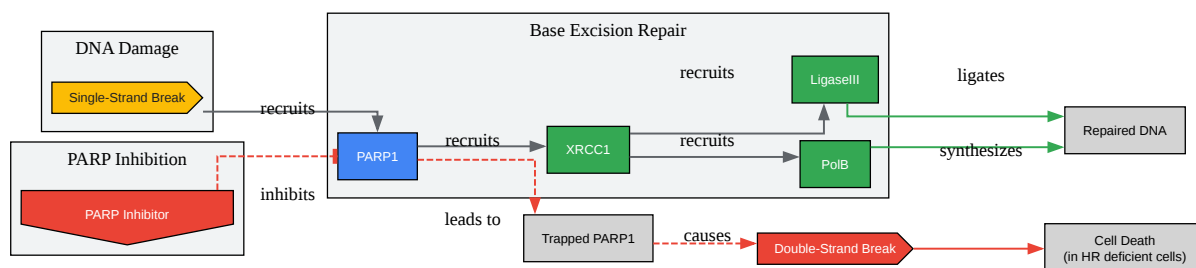 Base Excision Repair
DNA Damage
Single-Strand Break
recruits
recruits
LigaseIII
ligates
Repaired DNA
PARP Inhibition
PARP1
recruits
XRCC1
recruits
PolB
synthesizes
PARP Inhibitor
inhibits
leads to
Trapped PARP1
causes
Double-Strand Break
Cell Death
(in HR deficient cells)